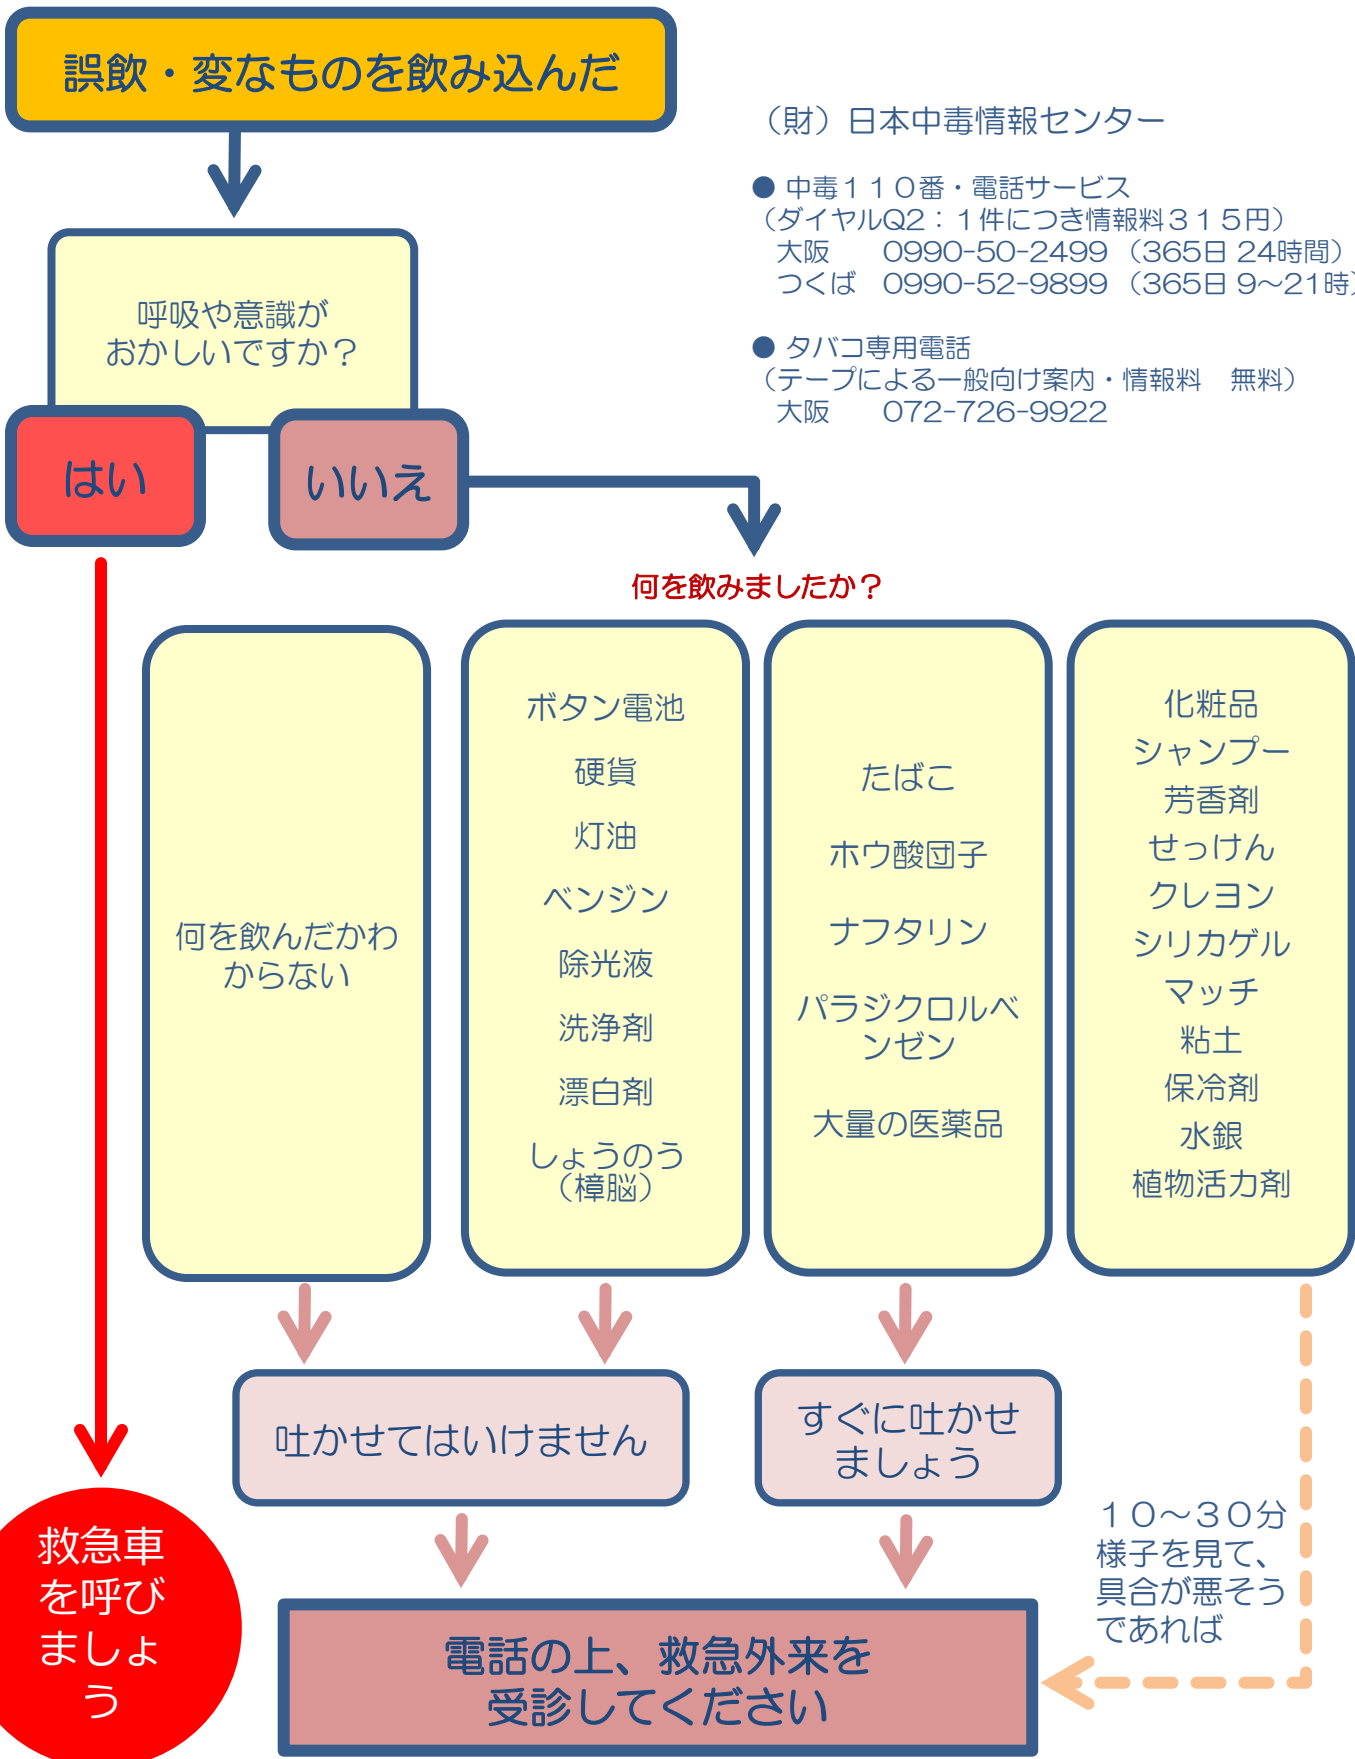 誤飲・変なものを飲み込んだ
（財）日本中毒情報センター
● 中毒１１０番・電話サービス
（ダイヤルQ2：１件につき情報料３１５円）
大阪　　0990-50-2499 （365日 24時間）
つくば　0990-52-9899 （365日 9～21時）
● タバコ専用電話
（テープによる一般向け案内・情報料　無料）
大阪　　072-726-9922
呼吸や意識が
おかしいですか？
はい
いいえ
何を飲みましたか？
何を飲んだかわ
からない
ボタン電池
硬貨
灯油
ベンジン
除光液
洗浄剤
漂白剤
しょうのう
（樟脳）
たばこ
ホウ酸団子
ナフタリン
パラジクロルベ
ンゼン
大量の医薬品
化粧品
シャンプー
芳香剤
せっけん
クレヨン
シリカゲル
マッチ
粘土
保冷剤
水銀
植物活力剤
吐かせてはいけません
すぐに吐かせ
ましょう
１０～３０分
様子を見て、
具合が悪そう
であれば
救急車
を呼び
ましょ
う
電話の上、救急外来を
受診してください